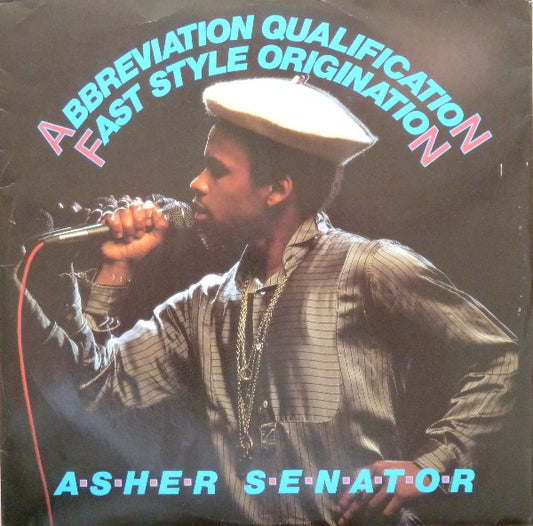 ABBREVIATION QUALIFICATION
FAST STYLE ORIGINATION
A·S·H·E·R S·E·N·A·T·O·R